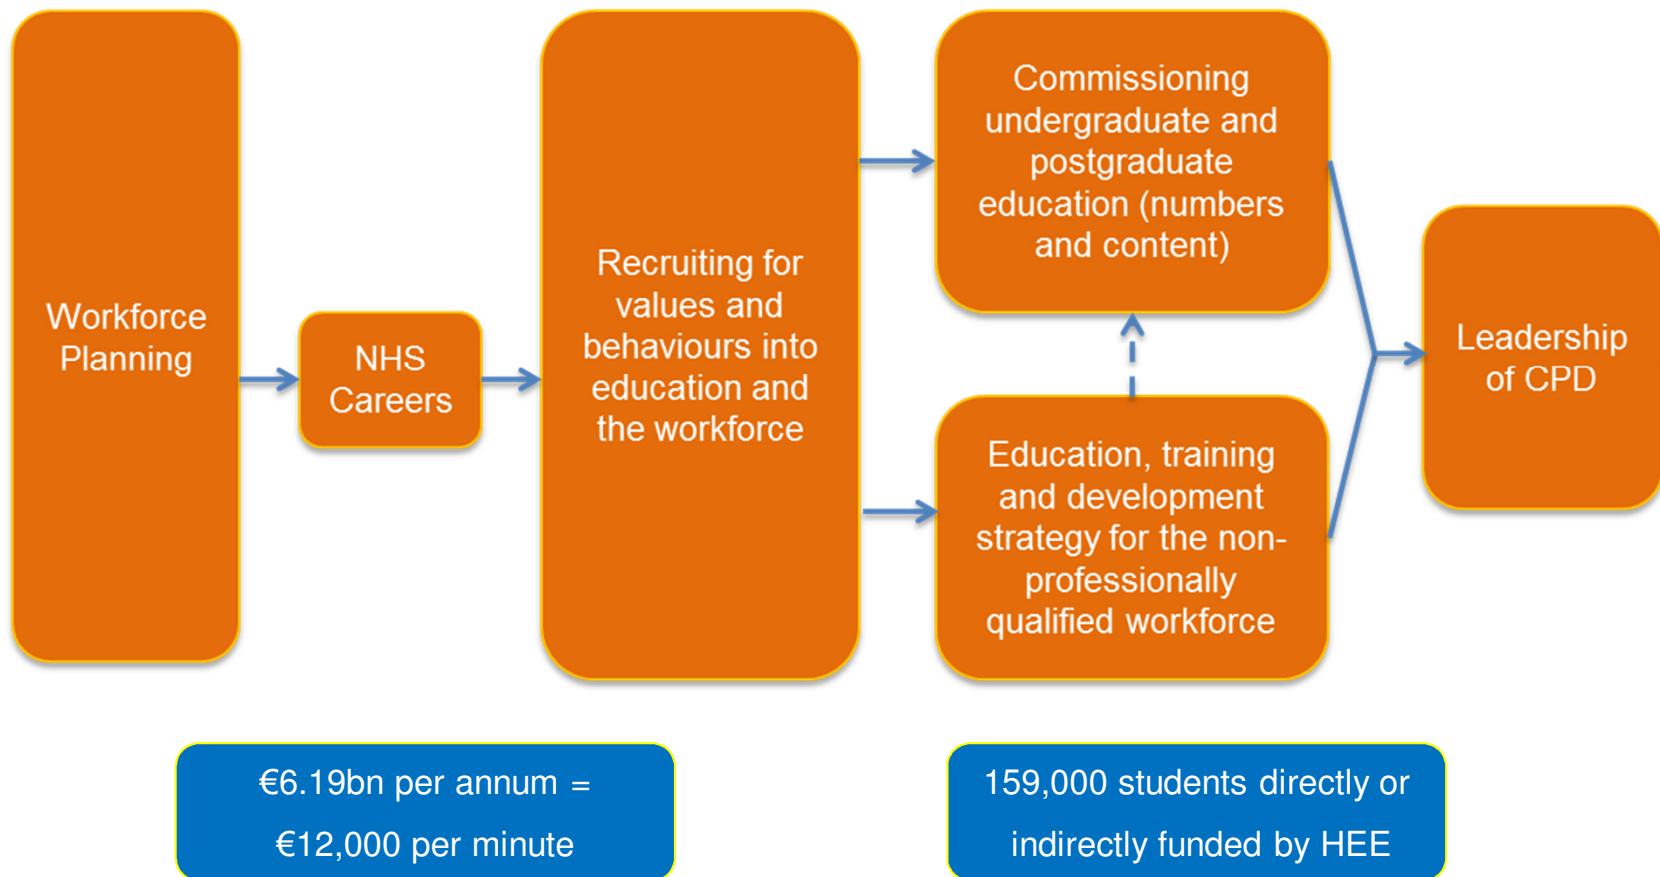 Workforce
Planning
NHS
Careers
Recruiting for
values and
behaviours into
education and
the workforce
Commissioning
undergraduate and
postgraduate
education (numbers
and content)
Education, training
and development
strategy for the non-
professionally
qualified workforce
Leadership
of CPD
€6.19bn per annum =
€12,000 per minute
159,000 students directly or
indirectly funded by HEE